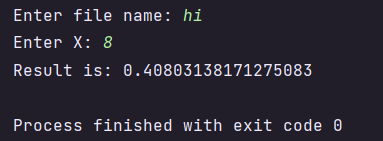 Enter file name: hi
Enter X: 8
Result is: 0.40803138171275083
Process finished with exit code 0